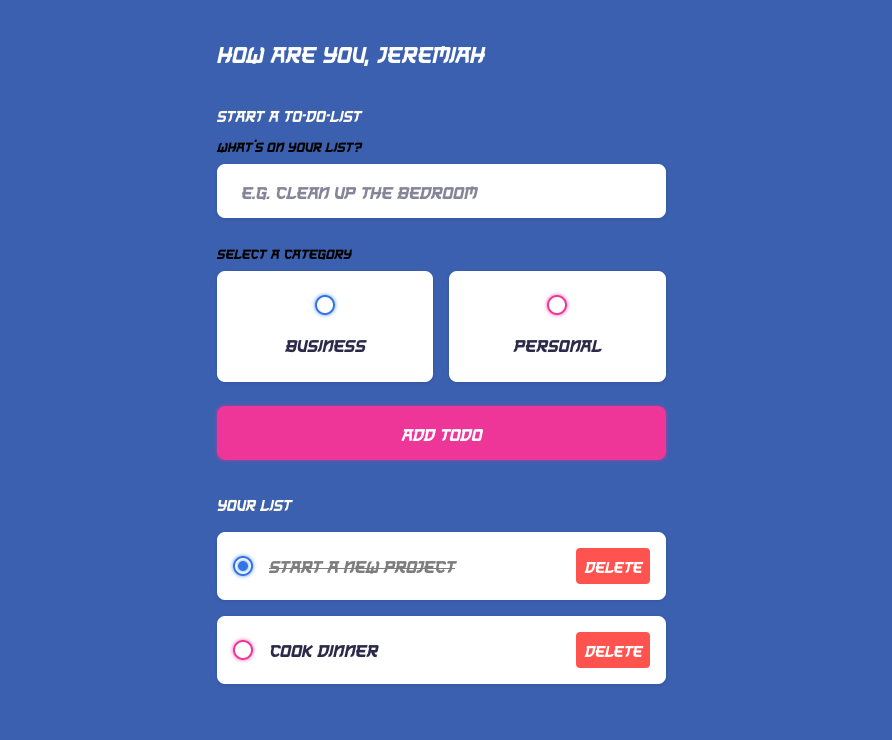 HOW ARE YOU, JEREMIAH
START A TO-DO-LIST
WHAT'S ON YOUR LIST?
E.G. CLEAN UP THE BEDROOM
SELECT A CATEGORY
BUSINESS
PERSONAL
ADD TODO
YOUR LIST
START A NEW PROJECT
DELETE
COOK DINNER
DELETE